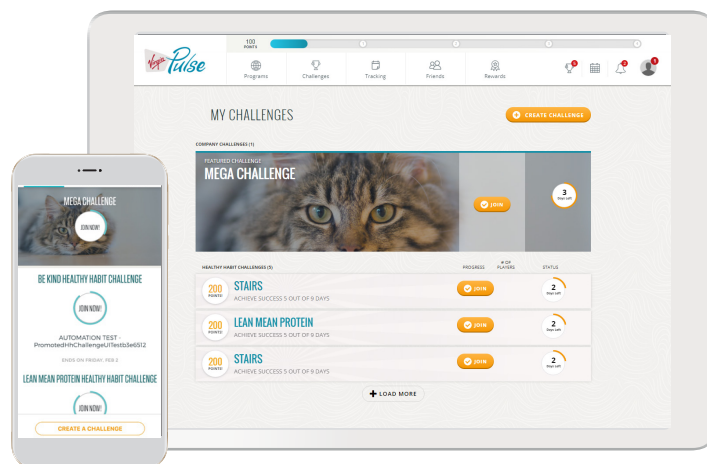 100
POINTS
Virgin Pulse
Programs
Challenges
Tracking
Friends
Rewards
MY CHALLENGES
CREATE CHALLENGE
COMPANY CHALLENGES (1)
FEATURED CHALLENGE
MEGA CHALLENGE
JOIN
3
Days Left
HEALTHY HABIT CHALLENGES (5)
PROGRESS
# OF
PLAYERS
STATUS
200
POINTS!
STAIRS
ACHIEVE SUCCESS 5 OUT OF 9 DAYS
JOIN
2
Days Left
200
POINTS!
LEAN MEAN PROTEIN
ACHIEVE SUCCESS 5 OUT OF 9 DAYS
JOIN
2
Days Left
200
POINTS!
STAIRS
ACHIEVE SUCCESS 5 OUT OF 9 DAYS
JOIN
2
Days Left
LOAD MORE
MEGA CHALLENGE
JOIN NOW!
BE KIND HEALTHY HABIT CHALLENGE
JOIN NOW!
AUTOMATION TEST -
PromotedHhChallengeUITestb3e6512
ENDS ON FRIDAY, FEB 2
LEAN MEAN PROTEIN HEALTHY HABIT CHALLENGE
JOIN NOW!
CREATE A CHALLENGE